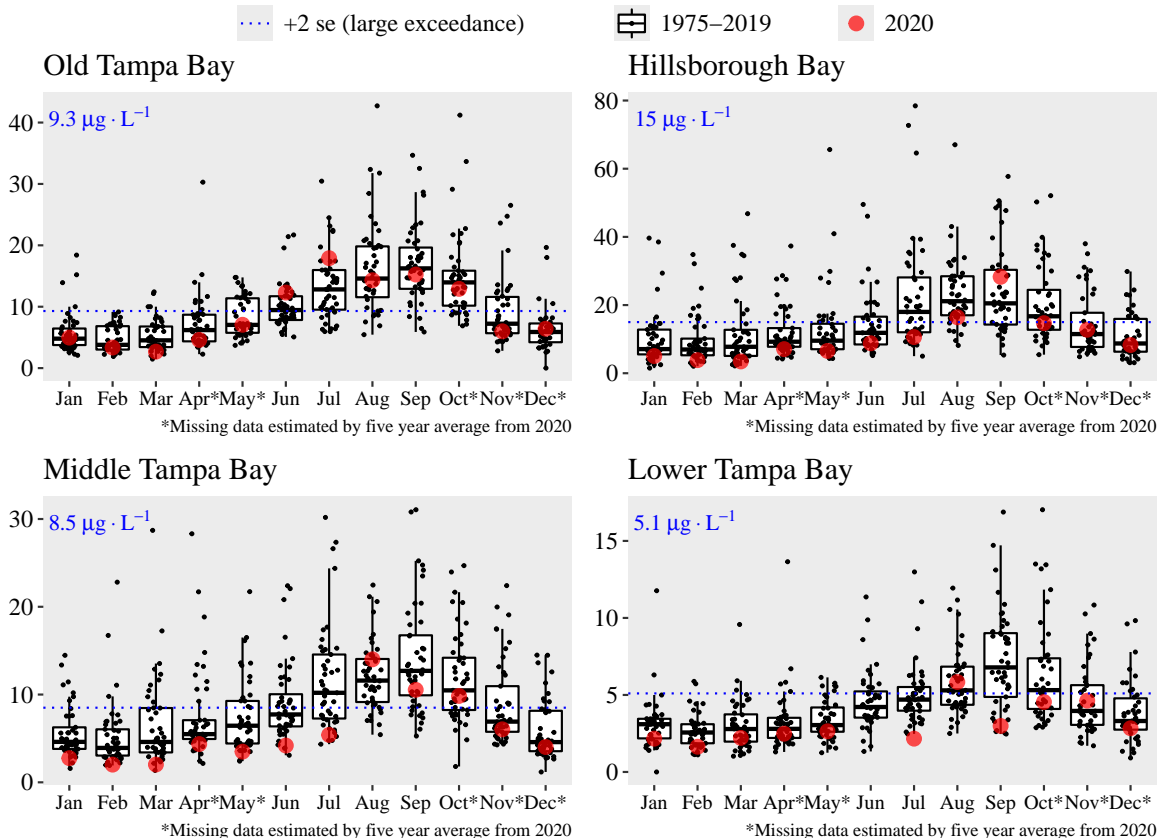 +2 se (large exceedance) 1975–2019 2020
Old Tampa Bay
9.3 μg · L⁻¹
40
30
20
10
0
Jan Feb Mar Apr* May* Jun Jul Aug Sep Oct* Nov* Dec*
*Missing data estimated by five year average from 2020
Hillsborough Bay
15 μg · L⁻¹
80
60
40
20
0
Jan Feb Mar Apr* May* Jun Jul Aug Sep Oct* Nov* Dec*
*Missing data estimated by five year average from 2020
Middle Tampa Bay
8.5 μg · L⁻¹
30
20
10
0
Jan Feb Mar Apr* May* Jun Jul Aug Sep Oct* Nov* Dec*
*Missing data estimated by five year average from 2020
Lower Tampa Bay
5.1 μg · L⁻¹
15
10
5
0
Jan Feb Mar Apr* May* Jun Jul Aug Sep Oct* Nov* Dec*
*Missing data estimated by five year average from 2020